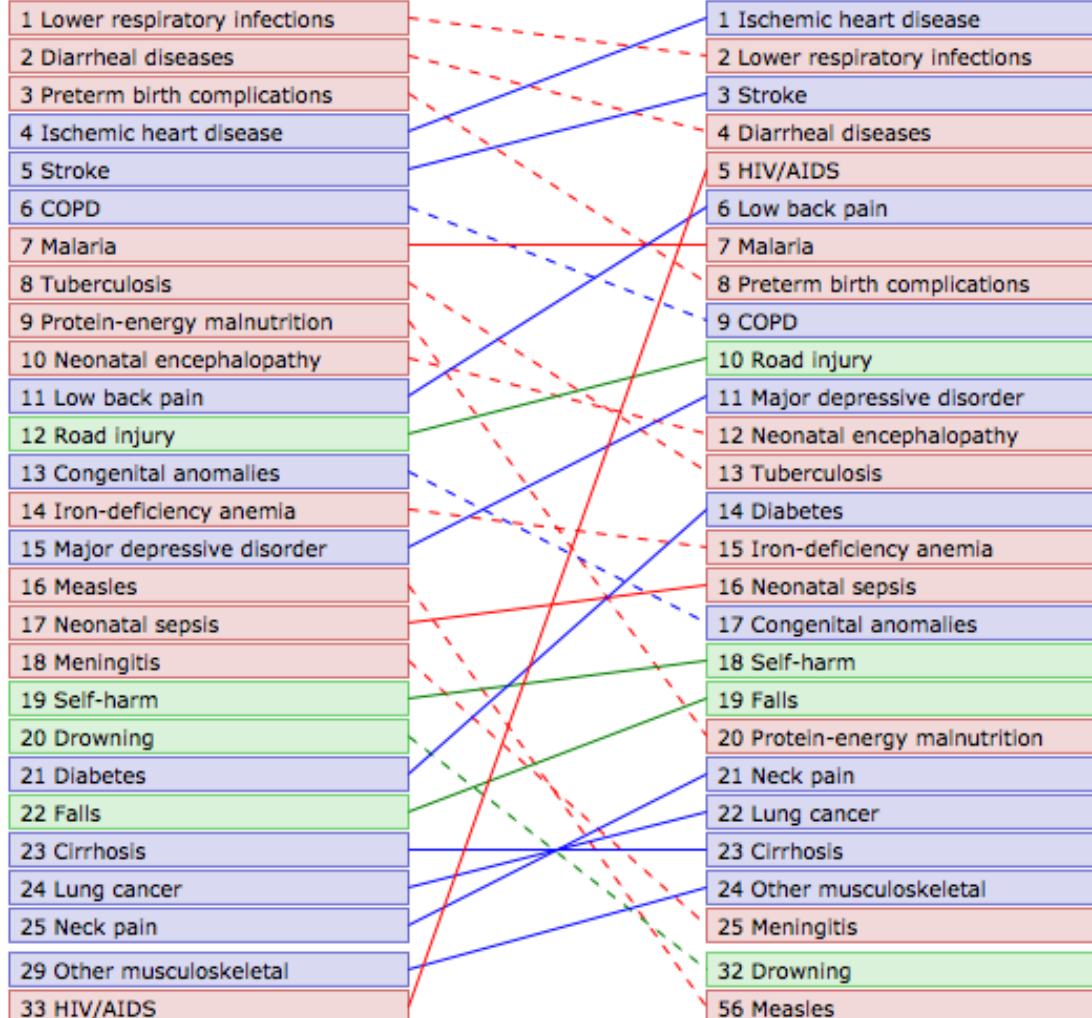 1 Lower respiratory infections
2 Diarrheal diseases
3 Preterm birth complications
4 Ischemic heart disease
5 Stroke
6 COPD
7 Malaria
8 Tuberculosis
9 Protein-energy malnutrition
10 Neonatal encephalopathy
11 Low back pain
12 Road injury
13 Congenital anomalies
14 Iron-deficiency anemia
15 Major depressive disorder
16 Measles
17 Neonatal sepsis
18 Meningitis
19 Self-harm
20 Drowning
21 Diabetes
22 Falls
23 Cirrhosis
24 Lung cancer
25 Neck pain
29 Other musculoskeletal
33 HIV/AIDS
1 Ischemic heart disease
2 Lower respiratory infections
3 Stroke
4 Diarrheal diseases
5 HIV/AIDS
6 Low back pain
7 Malaria
8 Preterm birth complications
9 COPD
10 Road injury
11 Major depressive disorder
12 Neonatal encephalopathy
13 Tuberculosis
14 Diabetes
15 Iron-deficiency anemia
16 Neonatal sepsis
17 Congenital anomalies
18 Self-harm
19 Falls
20 Protein-energy malnutrition
21 Neck pain
22 Lung cancer
23 Cirrhosis
24 Other musculoskeletal
25 Meningitis
32 Drowning
56 Measles